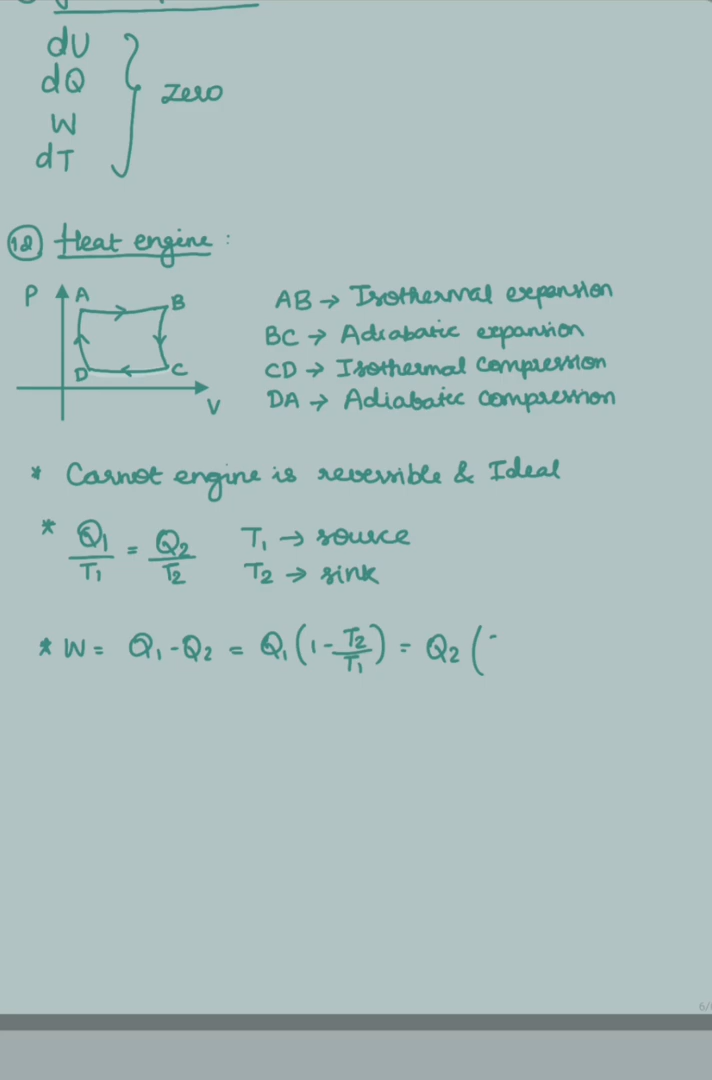 dU
dQ
W
dT
Zero
12 Heat engine :
P
A
B
C
D
V
AB → Isothermal expansion
BC → Adiabatic expansion
CD → Isothermal compression
DA → Adiabatic compression
* Carnot engine is reversible & Ideal
* Q₁/T₁ = Q₂/T₂
T₁ → source
T₂ → sink
* W = Q₁ - Q₂ = Q₁ (1 - T₂/T₁) = Q₂ (